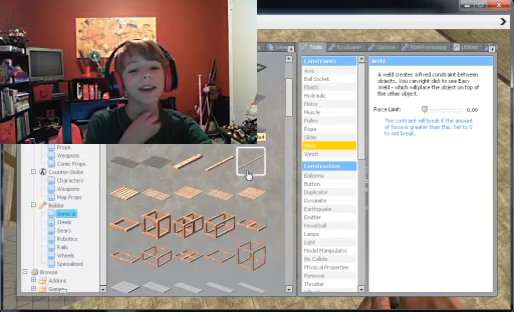 Tools
Options
PostProcessing
Utilities
Constraints
Weld
Axis
Ball Socket
Elastic
Hydraulic
Motor
Muscle
Pulley
Rope
Slider
Weld
Winch
A weld creates a fixed constraint between
objects. You can right click to use Easy
Weld - which will place the object on top of
the other object.
Force Limit:
0.00
The contraint will break if the amount
of force is greater than this. Set to 0
to not break.
Construction
Balloons
Button
Duplicator
Dynamite
Earthquake
Emitter
Hoverball
Lamps
Light
Model Manipulator
No Collide
Physical Properties
Remove
Thruster
Props
Weapons
Comic Props
Counter-Strike
Characters
Weapons
Map Props
Builder
General
Steels
Gears
Robotics
Rails
Wheels
Specialized
Browse
Addons
Games